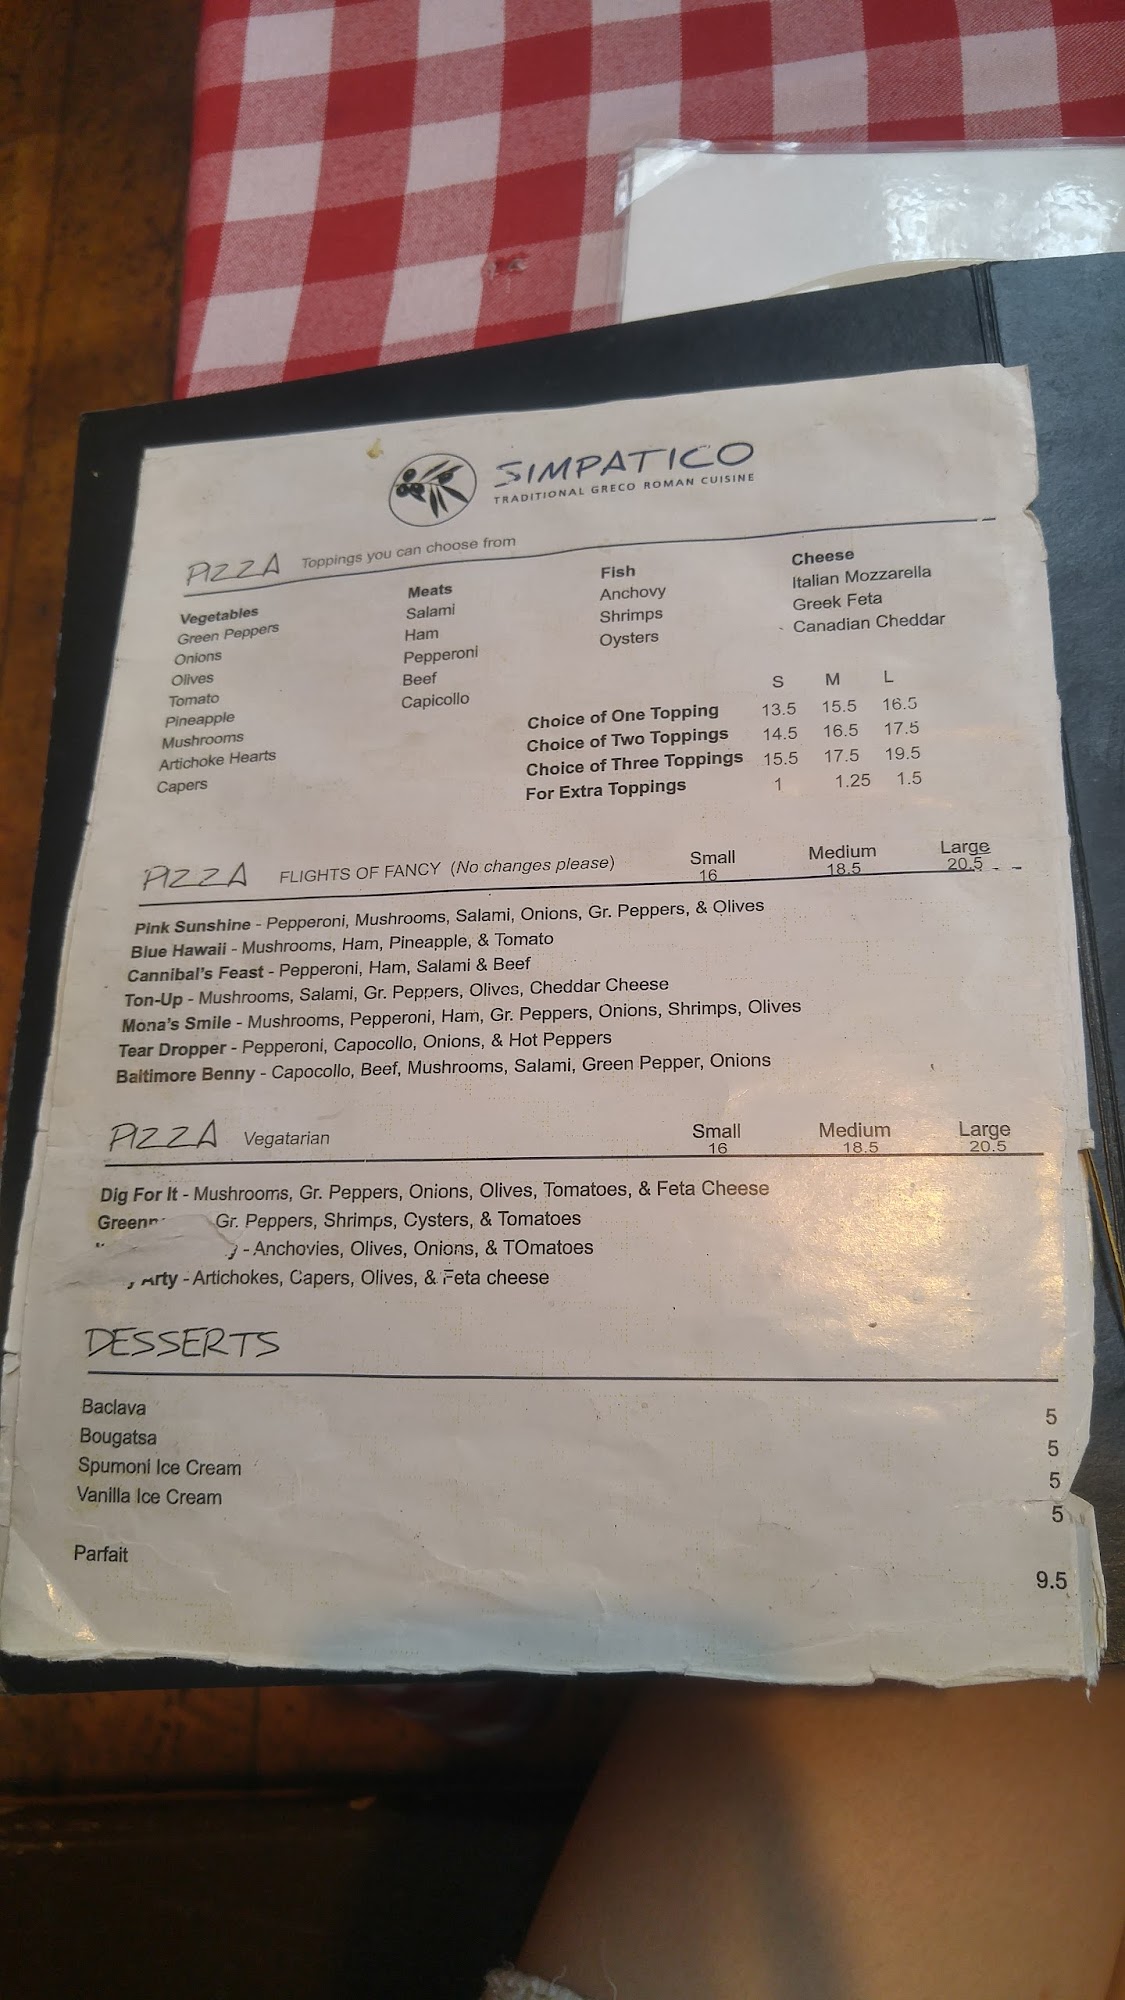 SIMPATICO
TRADITIONAL GRECO ROMAN CUISINE
PIZZA Toppings you can choose from
Vegetables
Green Peppers
Onions
Olives
Tomato
Pineapple
Mushrooms
Artichoke Hearts
Capers
Meats
Salami
Ham
Pepperoni
Beef
Capicollo
Fish
Anchovy
Shrimps
Oysters
Cheese
Italian Mozzarella
Greek Feta
Canadian Cheddar
S M L
Choice of One Topping 13.5 15.5 16.5
Choice of Two Toppings 14.5 16.5 17.5
Choice of Three Toppings 15.5 17.5 19.5
For Extra Toppings 1 1.25 1.5
PIZZA FLIGHTS OF FANCY (No changes please) Small Medium Large
16 18.5 20.5
Pink Sunshine - Pepperoni, Mushrooms, Salami, Onions, Gr. Peppers, & Olives
Blue Hawaii - Mushrooms, Ham, Pineapple, & Tomato
Cannibal's Feast - Pepperoni, Ham, Salami & Beef
Ton-Up - Mushrooms, Salami, Gr. Peppers, Olives, Cheddar Cheese
Mona's Smile - Mushrooms, Pepperoni, Ham, Gr. Peppers, Onions, Shrimps, Olives
Tear Dropper - Pepperoni, Capocollo, Onions, & Hot Peppers
Baltimore Benny - Capocollo, Beef, Mushrooms, Salami, Green Pepper, Onions
PIZZA Vegatarian Small Medium Large
16 18.5 20.5
Dig For It - Mushrooms, Gr. Peppers, Onions, Olives, Tomatoes, & Feta Cheese
Gr. Peppers, Shrimps, Cysters, & Tomatoes
- Anchovies, Olives, Onions, & TOmatoes
Arty - Artichokes, Capers, Olives, & Feta cheese
DESSERTS
Baclava 5
Bougatsa 5
Spumoni Ice Cream 5
Vanilla Ice Cream 5
Parfait 9.5